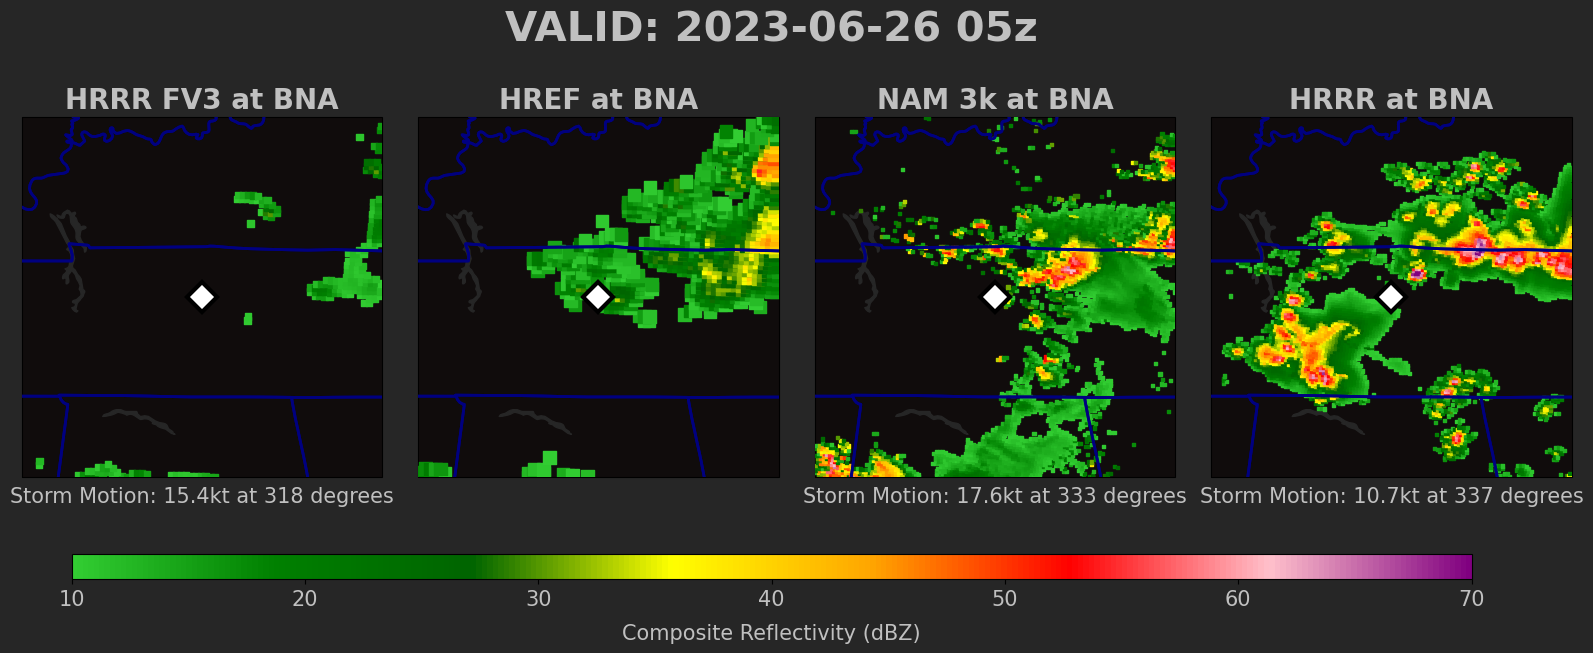 VALID: 2023-06-26 05z
HRRR FV3 at BNA
HREF at BNA
NAM 3k at BNA
HRRR at BNA
Storm Motion: 15.4kt at 318 degrees
Storm Motion: 17.6kt at 333 degrees
Storm Motion: 10.7kt at 337 degrees
10 20 30 40 50 60 70
Composite Reflectivity (dBZ)